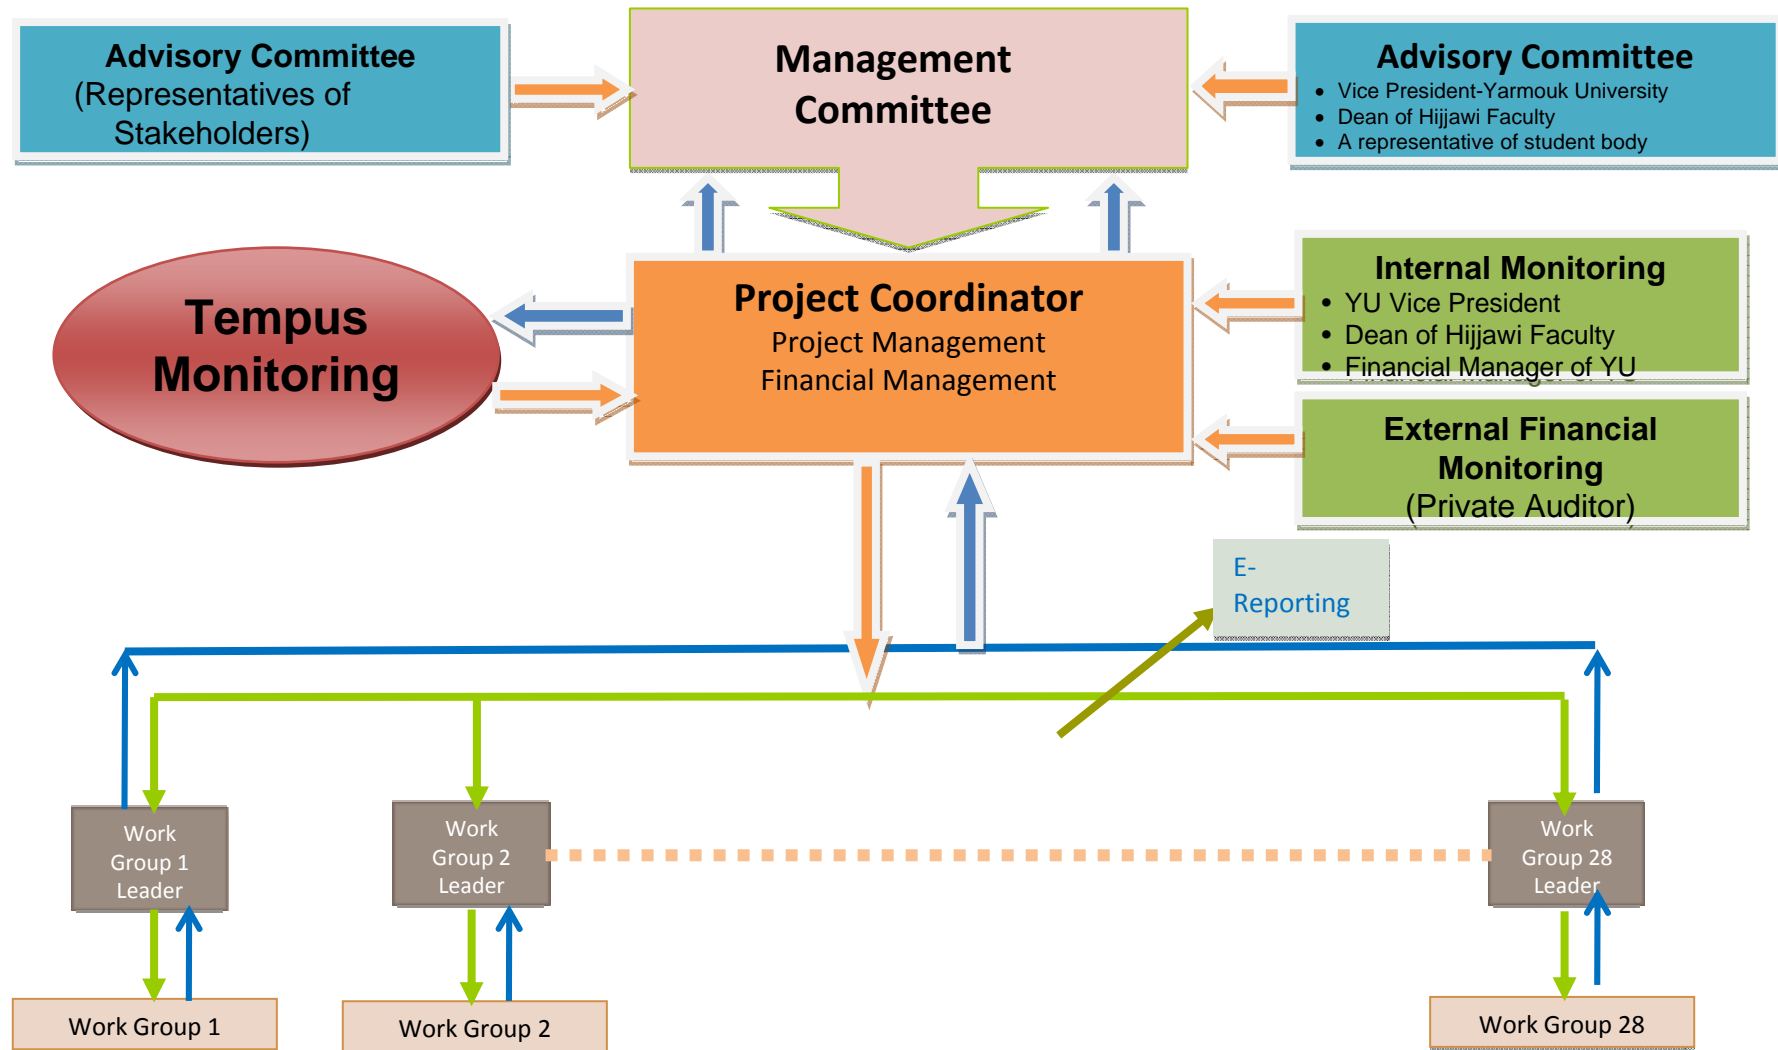 Advisory Committee
(Representatives of
Stakeholders)
Management
Committee
Advisory Committee
• Vice President-Yarmouk University
• Dean of Hijjawi Faculty
• A representative of student body
Tempus
Monitoring
Project Coordinator
Project Management
Financial Management
Internal Monitoring
• YU Vice President
• Dean of Hijjawi Faculty
• Financial Manager of YU
External Financial
Monitoring
(Private Auditor)
E-
Reporting
Work
Group 1
Leader
Work
Group 2
Leader
Work
Group 28
Leader
Work Group 1
Work Group 2
Work Group 28